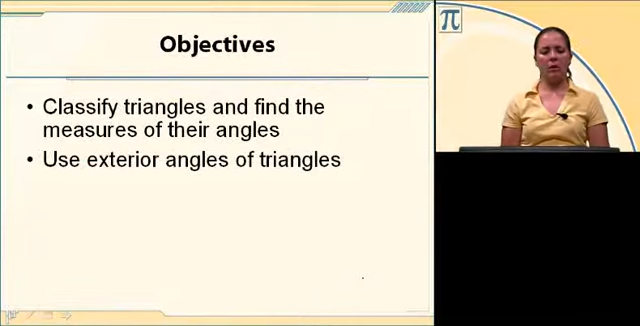 Objectives
• Classify triangles and find the
measures of their angles
• Use exterior angles of triangles
π